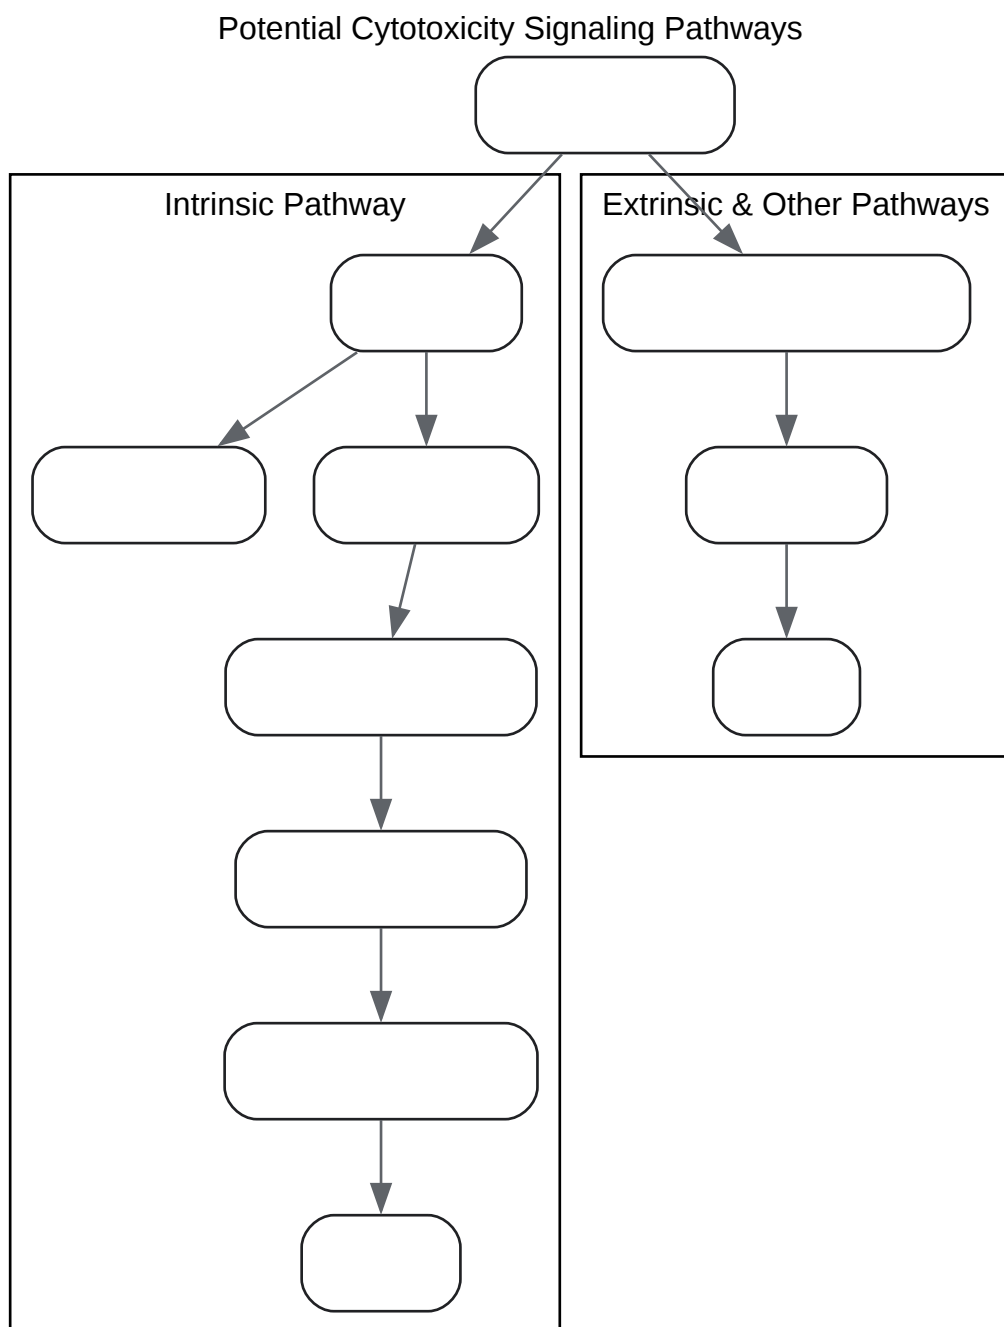 Potential Cytotoxicity Signaling Pathways
Intrinsic Pathway
Extrinsic & Other Pathways